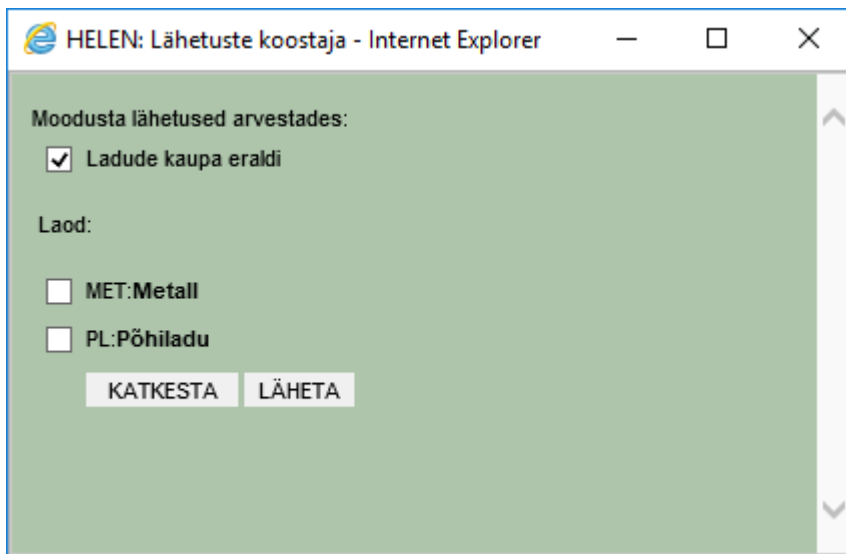 HELEN: Lähetuste koostaja - Internet Explorer
Moodusta lähetused arvestades:
Ladude kaupa eraldi
Laod:
MET:Metall
PL:Põhiladu
KATKESTA LÄHETA